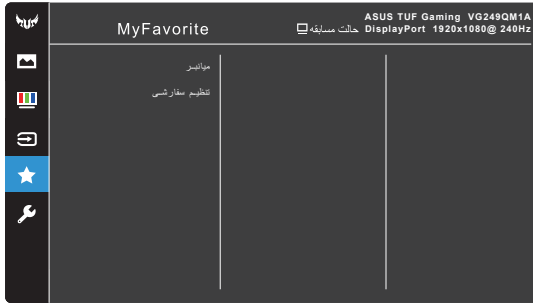 MyFavorite
ASUS TUF Gaming VG249QM1A
حالت مسابقه DisplayPort 1920x1080@ 240Hz
میانبر
تنظیم سفارشی